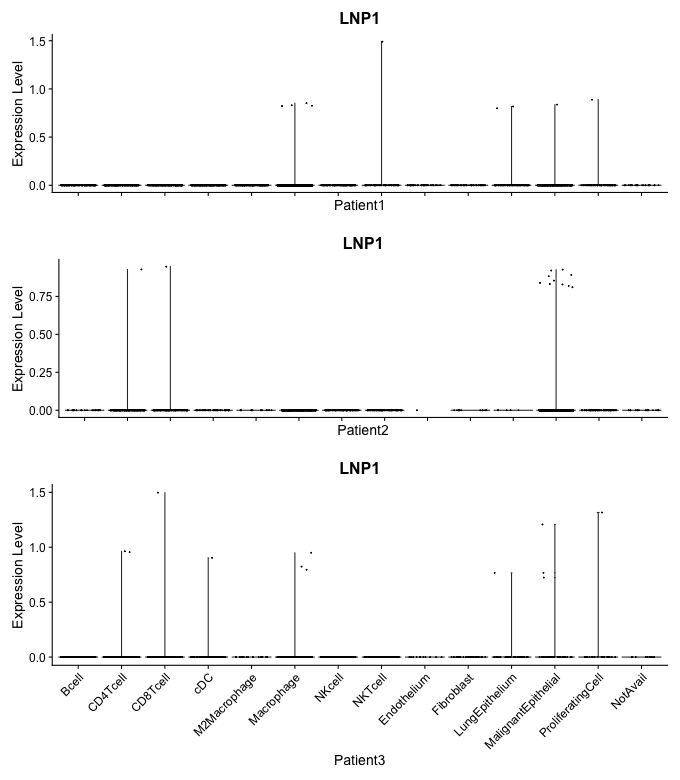 LNP1
Expression Level
1.5
1.0
0.5
0.0
Patient1
LNP1
Expression Level
0.75
0.50
0.25
0.00
Patient2
LNP1
Expression Level
1.5
1.0
0.5
0.0
Bcell
CD4Tcell
CD8Tcell
cDC
M2Macrophage
Macrophage
NKcell
NKTcell
Endothelium
Fibroblast
LungEpithelium
MalignantEpithelial
ProliferatingCell
NotAvail
Patient3